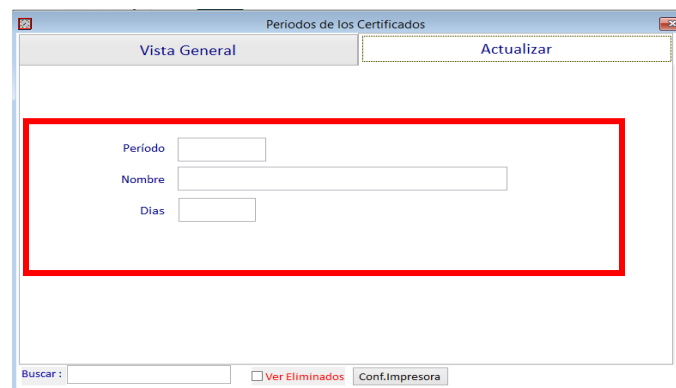 Periodos de los Certificados
Vista General
Actualizar
Período
Nombre
Dias
Buscar :
Ver Eliminados
Conf.Impresora